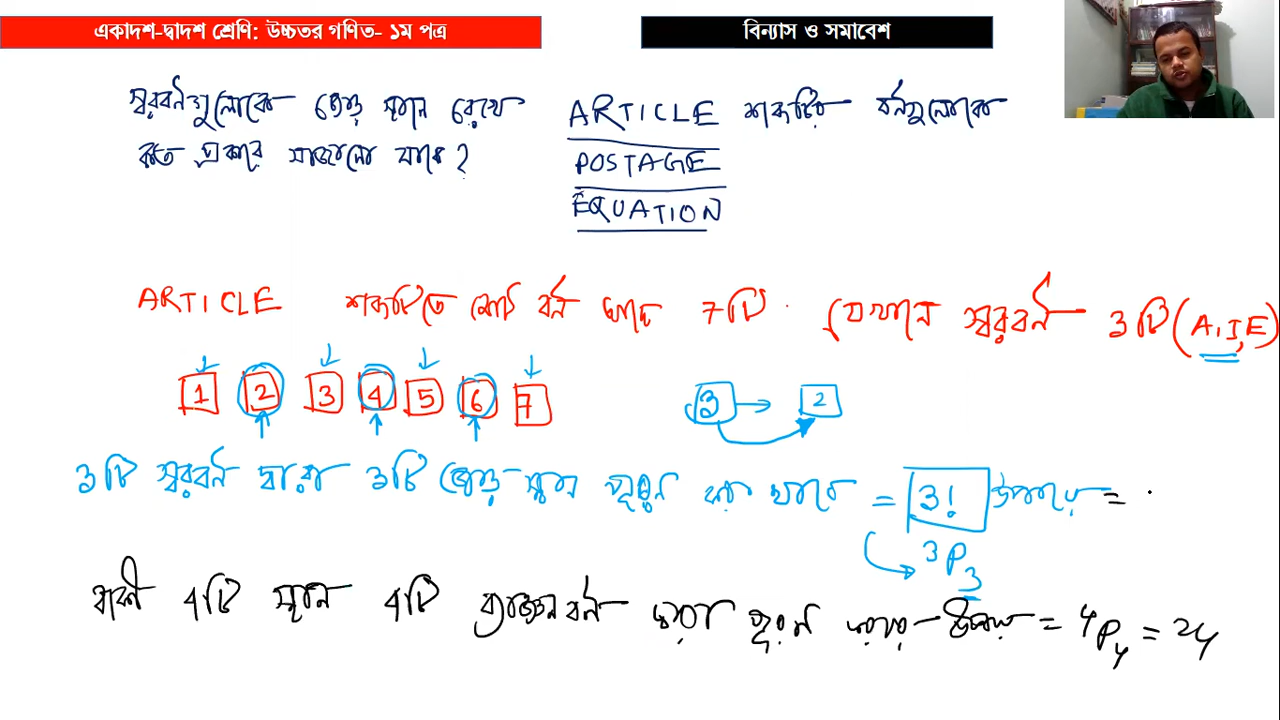 একাদশ-দ্বাদশ শ্রেণি: উচ্চতর গণিত- ১ম পত্র
বিন্যাস ও সমাবেশ
স্বরবর্ণগুলোকে জোড় স্থানে রেখে ARTICLE শব্দটির বর্ণগুলোকে
কত প্রকারে সাজানো যাবে?
POSTAGE
EQUATION
ARTICLE শব্দটিতে মোট বর্ণ আছে 7টি . যেখানে স্বরবর্ণ 3টি (A, I, E)
1 2 3 4 5 6 7 3 2
3টি স্বরবর্ণ দ্বারা 3টি জোড় স্থান পূরণ করা যাবে = 3! উপায়ে =
3P3
বাকী 4টি স্থান 4টি ব্যঞ্জনবর্ণ দ্বারা পূরণ করার উপায় = 4P4 = 24